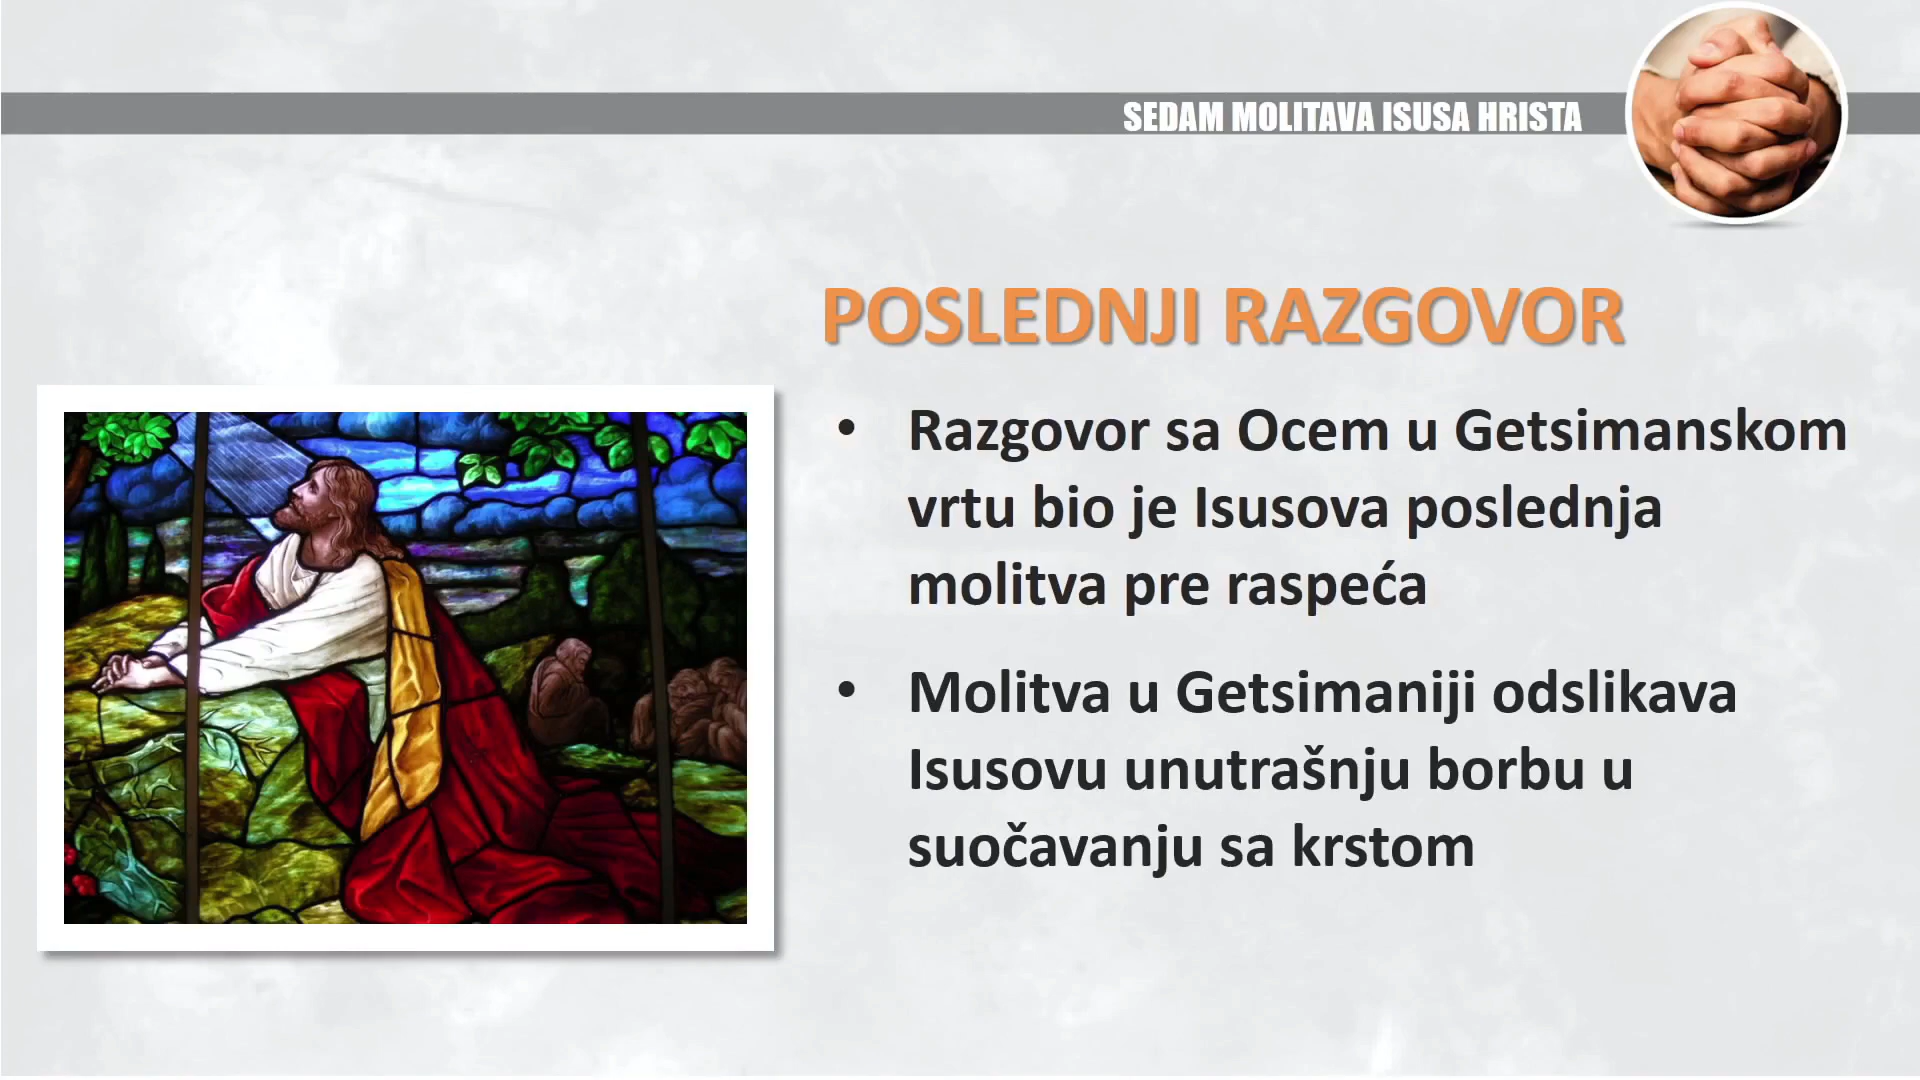 SEDAM MOLITAVA ISUSA HRISTA
POSLEDNJI RAZGOVOR
• Razgovor sa Ocem u Getsimanskom
vrtu bio je Isusova poslednja
molitva pre raspeća
• Molitva u Getsimaniji odslikava
Isusovu unutrašnju borbu u
suočavanju sa krstom